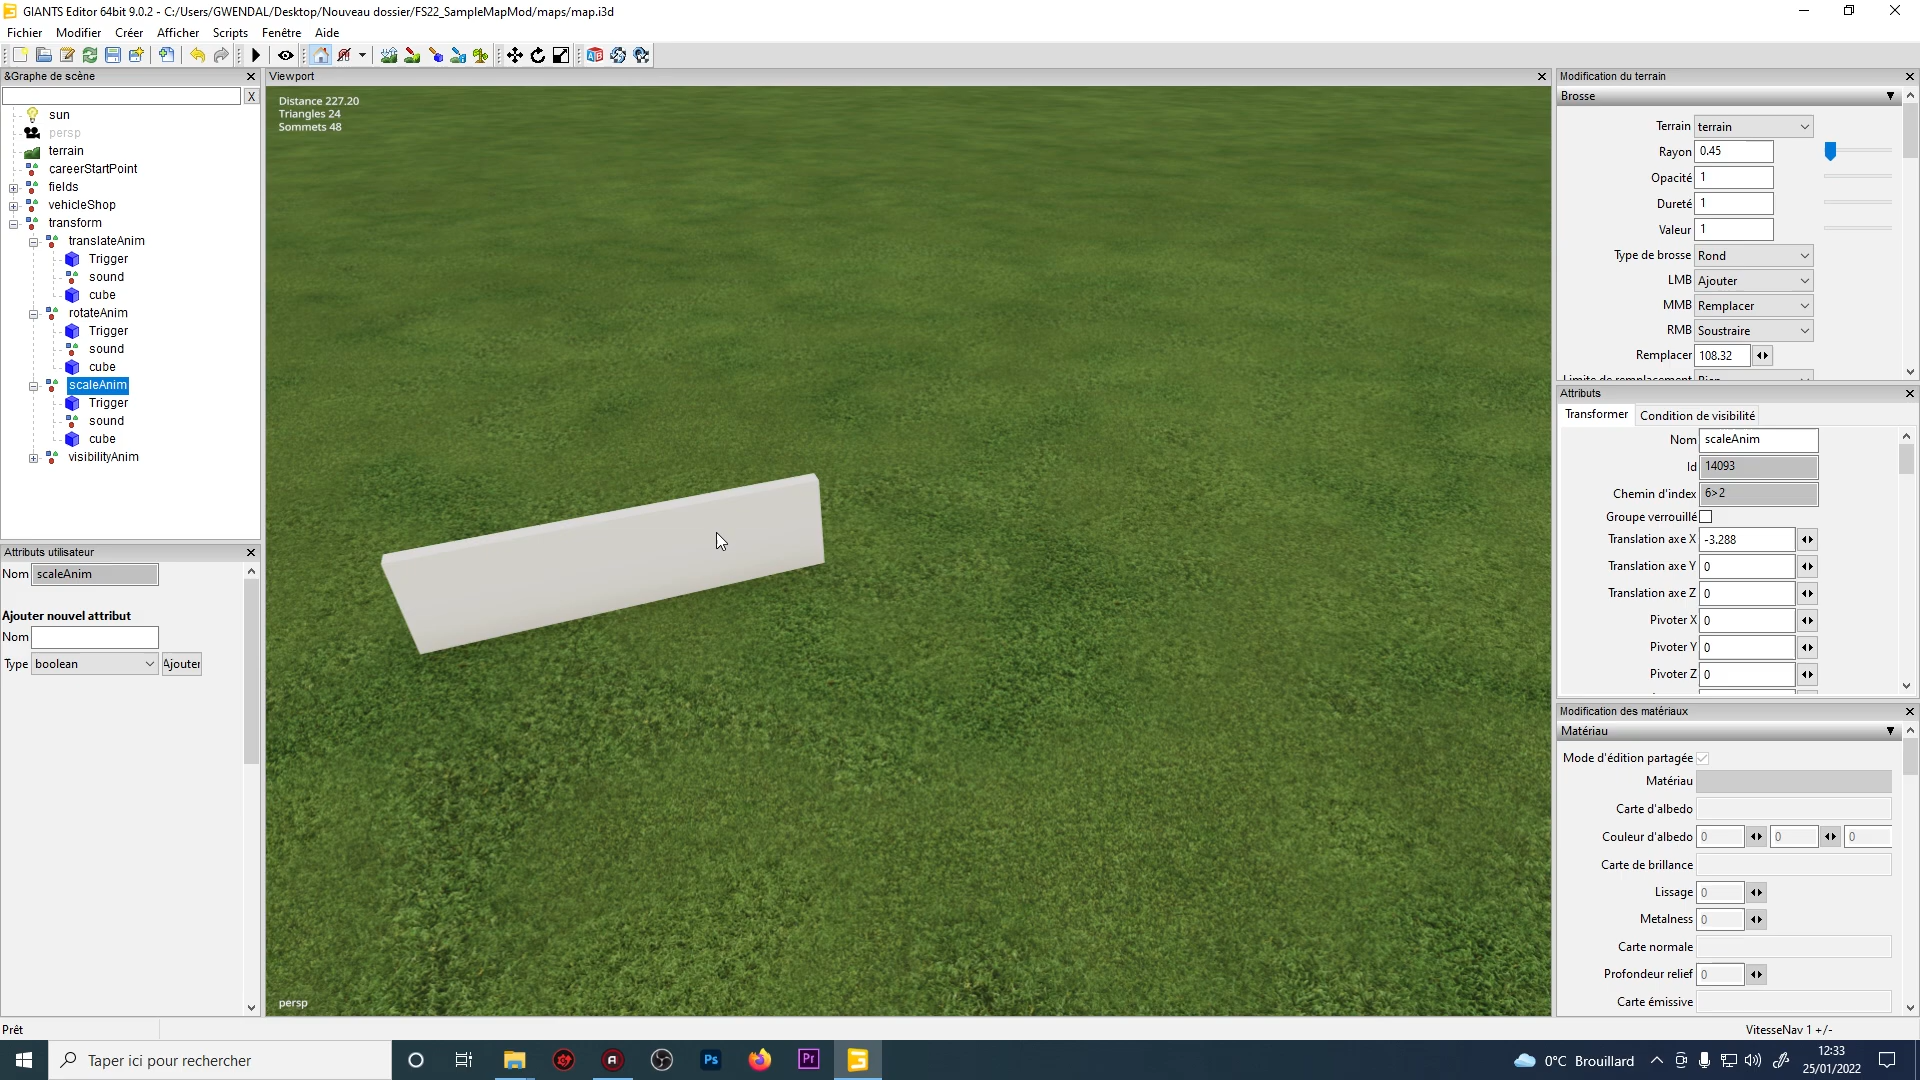 GIANTS Editor 64bit 9.0.2 - C:/Users/GWENDAL/Desktop/Nouveau dossier/FS22_SampleMapMod/maps/map.i3d
Fichier Modifier Créer Afficher Scripts Fenêtre Aide
&Graphe de scène
X
sun
persp
terrain
careerStartPoint
fields
vehicleShop
transform
translateAnim
Trigger
sound
cube
rotateAnim
Trigger
sound
cube
scaleAnim
Trigger
sound
cube
visibilityAnim
Attributs utilisateur
Nom scaleAnim
Ajouter nouvel attribut
Nom
Type boolean Ajouter
Viewport
Distance 227.20
Triangles 24
Sommets 48
persp
Modification du terrain
Brosse
Terrain terrain
Rayon 0.45
Opacité 1
Dureté 1
Valeur 1
Type de brosse Rond
LMB Ajouter
MMB Remplacer
RMB Soustraire
Remplacer 108.32
Limite de remplacement Rien
Attributs
Transformer Condition de visibilité
Nom scaleAnim
Id 14093
Chemin d'index 6>2
Groupe verrouillé
Translation axe X -3.288
Translation axe Y 0
Translation axe Z 0
Pivoter X 0
Pivoter Y 0
Pivoter Z 0
Modification des matériaux
Matériau
Mode d'édition partagée
Matériau
Carte d'albedo
Couleur d'albedo 0 0 0
Carte de brillance
Lissage 0
Metalness 0
Carte normale
Profondeur relief 0
Carte émissive
Prêt
VitesseNav 1 +/-
Taper ici pour rechercher
Ps
Pr
0°C Brouillard
12:33
25/01/2022